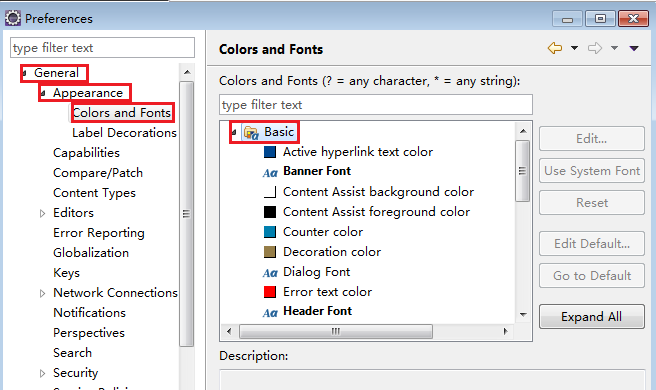 Preferences
type filter text
General
Appearance
Colors and Fonts
Label Decorations
Capabilities
Compare/Patch
Content Types
Editors
Error Reporting
Globalization
Keys
Network Connections
Notifications
Perspectives
Search
Security
Colors and Fonts
Colors and Fonts (? = any character, * = any string):
type filter text
Basic
Active hyperlink text color
Aa Banner Font
Content Assist background color
Content Assist foreground color
Counter color
Decoration color
Aa Dialog Font
Error text color
Aa Header Font
Edit...
Use System Font
Reset
Edit Default...
Go to Default
Expand All
Description: